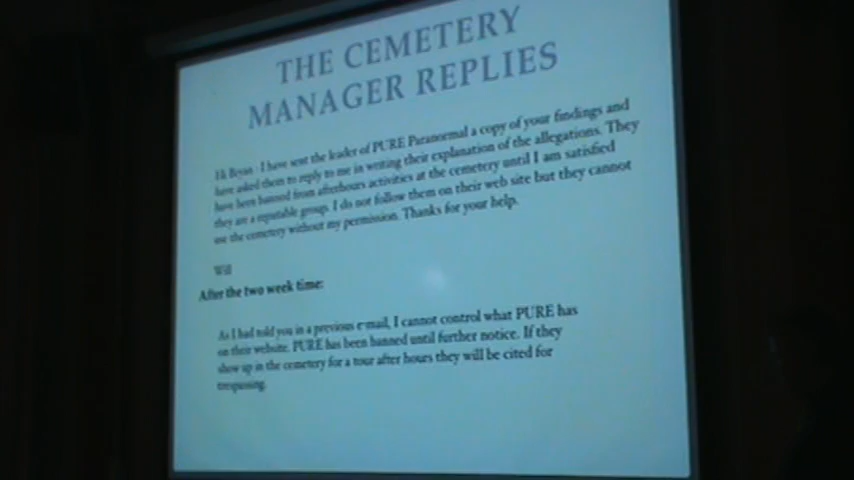 THE CEMETERY
MANAGER REPLIES
Hi Bryan : I have sent the leader of PURE Paranormal a copy of your findings and
have asked them to reply to me in writing their explanation of the allegations. They
have been banned from afterhours activities at the cemetery until I am satisfied
they are a reputable group. I do not follow them on their web site but they cannot
use the cemetery without my permission. Thanks for your help.
Will
After the two week time:
As I had told you in a previous e-mail, I cannot control what PURE has
on their website. PURE has been banned until further notice. If they
show up in the cemetery for a tour after hours they will be cited for
trespassing.